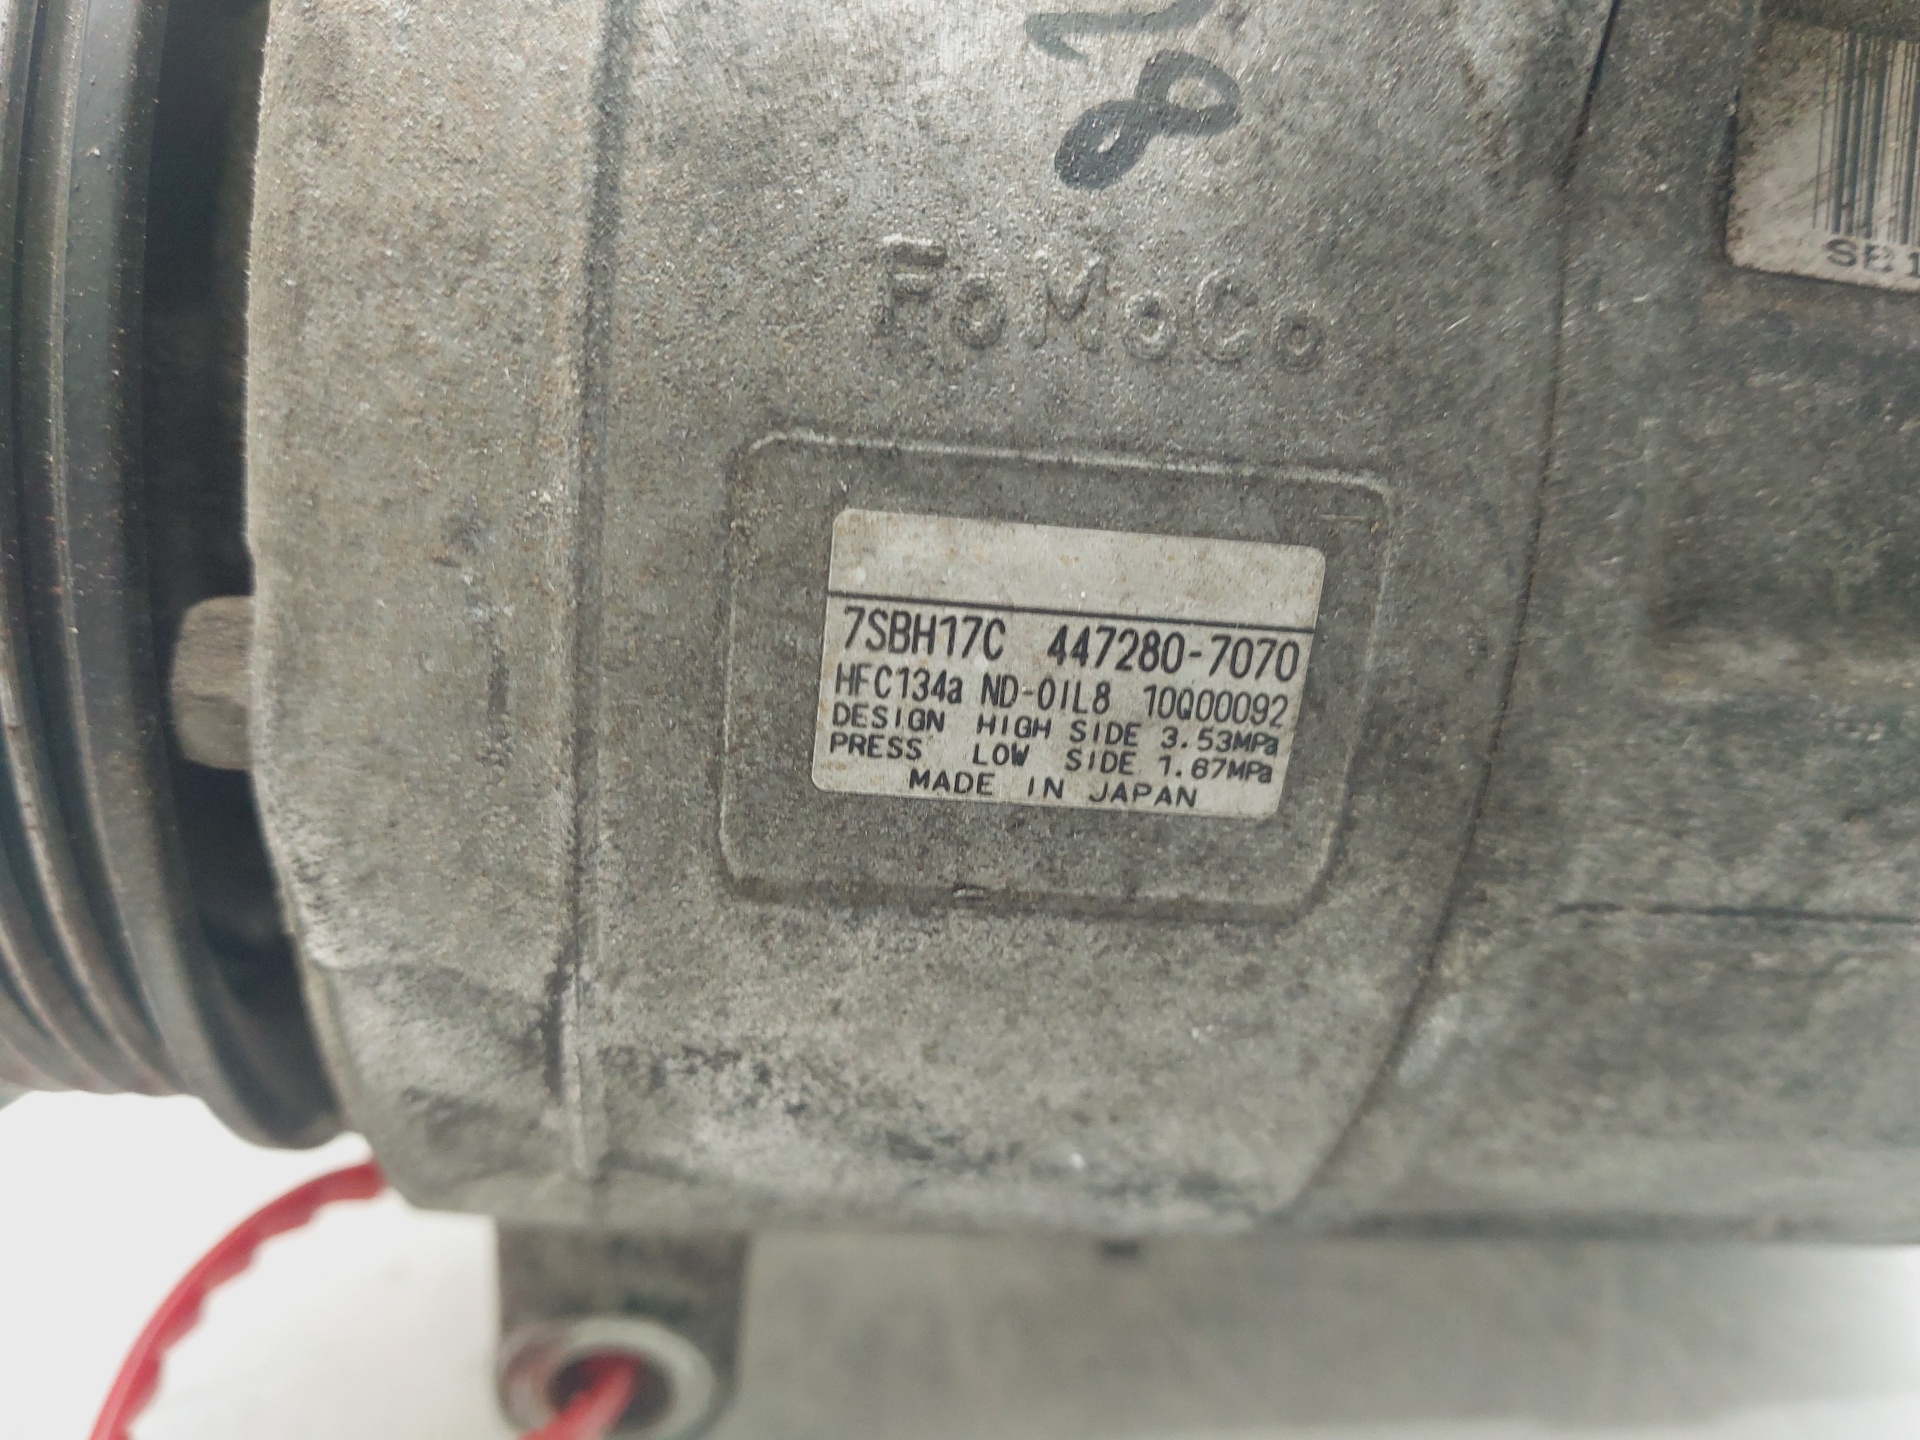 FoMoCo
7SBH17C 447280-7070
HFC134a ND-OIL8 10Q00092
DESIGN HIGH SIDE 3.53MPa
PRESS LOW SIDE 1.67MPa
MADE IN JAPAN